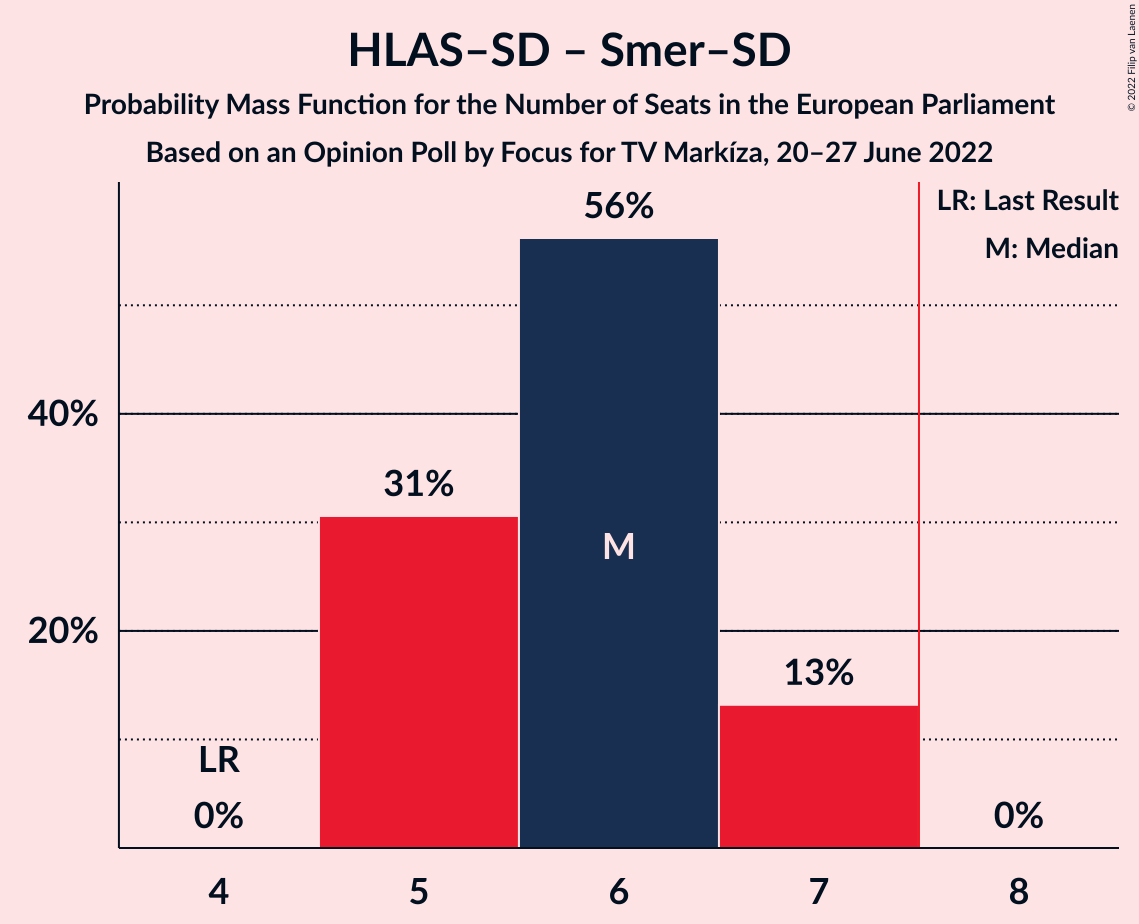 HLAS–SD – Smer–SD
Probability Mass Function for the Number of Seats in the European Parliament
Based on an Opinion Poll by Focus for TV Markíza, 20–27 June 2022
© 2022 Filip van Laenen
LR: Last Result
M: Median
56%
40%
31%
M
20%
13%
LR
0%
0%
4 5 6 7 8